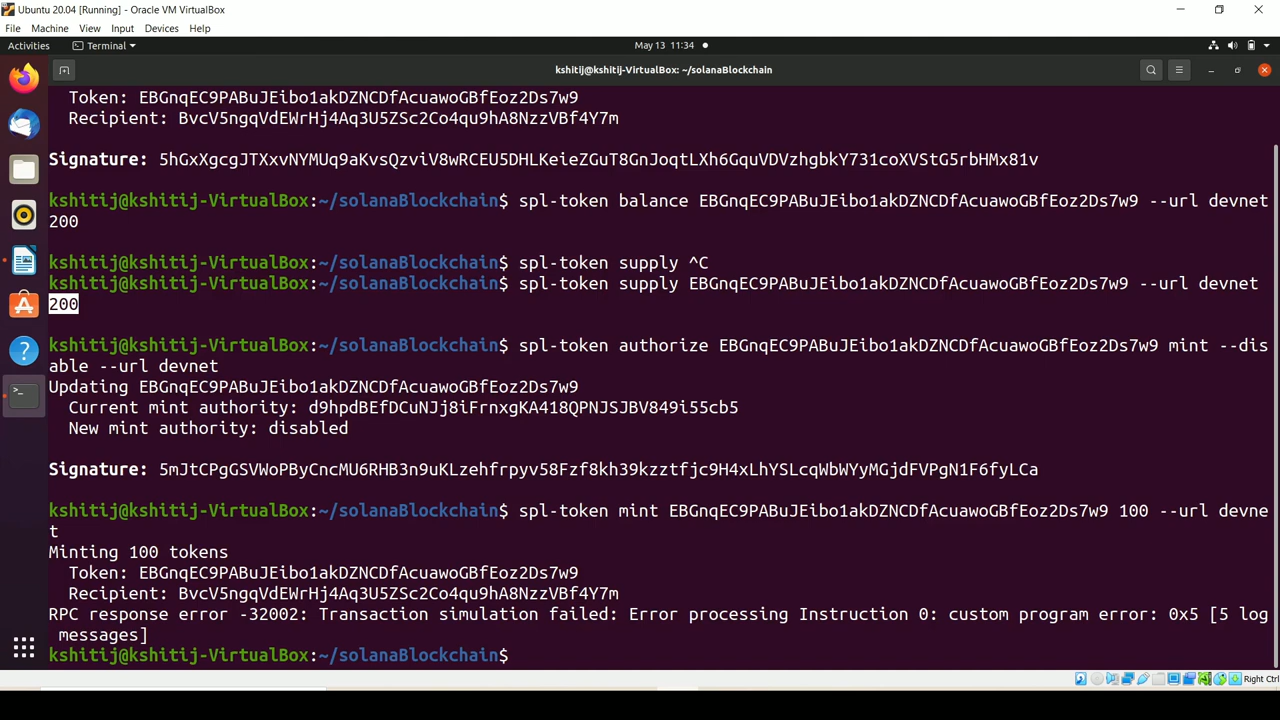 Ubuntu 20.04 [Running] - Oracle VM VirtualBox
File Machine View Input Devices Help
Activities Terminal May 13 11:34
kshitij@kshitij-VirtualBox: ~/solanaBlockchain
Token: EBGnqEC9PABuJEibo1akDZNCDfAcuawoGBfEoz2Ds7w9
Recipient: BvcV5ngqVdEWrHj4Aq3U5ZSc2Co4qu9hA8NzzVBf4Y7m
Signature: 5hGxXgcgJTXxvNYMUq9aKvsQzviV8wRCEU5DHLKeieZGuT8GnJoqtLXh6GquVDVzhgbkY731coXVStG5rbHMx81v
kshitij@kshitij-VirtualBox:~/solanaBlockchain$ spl-token balance EBGnqEC9PABuJEibo1akDZNCDfAcuawoGBfEoz2Ds7w9 --url devnet
200
kshitij@kshitij-VirtualBox:~/solanaBlockchain$ spl-token supply ^C
kshitij@kshitij-VirtualBox:~/solanaBlockchain$ spl-token supply EBGnqEC9PABuJEibo1akDZNCDfAcuawoGBfEoz2Ds7w9 --url devnet
200
kshitij@kshitij-VirtualBox:~/solanaBlockchain$ spl-token authorize EBGnqEC9PABuJEibo1akDZNCDfAcuawoGBfEoz2Ds7w9 mint --dis
able --url devnet
Updating EBGnqEC9PABuJEibo1akDZNCDfAcuawoGBfEoz2Ds7w9
Current mint authority: d9hpdBEfDCuNJj8iFrnxgKA418QPNJSJBV849i55cb5
New mint authority: disabled
Signature: 5mJtCPgGSVWoPByCncMU6RHB3n9uKLzehfrpyv58Fzf8kh39kzztfjc9H4xLhYSLcqWbWYyMGjdFVPgN1F6fyLCa
kshitij@kshitij-VirtualBox:~/solanaBlockchain$ spl-token mint EBGnqEC9PABuJEibo1akDZNCDfAcuawoGBfEoz2Ds7w9 100 --url devne
t
Minting 100 tokens
Token: EBGnqEC9PABuJEibo1akDZNCDfAcuawoGBfEoz2Ds7w9
Recipient: BvcV5ngqVdEWrHj4Aq3U5ZSc2Co4qu9hA8NzzVBf4Y7m
RPC response error -32002: Transaction simulation failed: Error processing Instruction 0: custom program error: 0x5 [5 log
messages]
kshitij@kshitij-VirtualBox:~/solanaBlockchain$
Right Ctrl